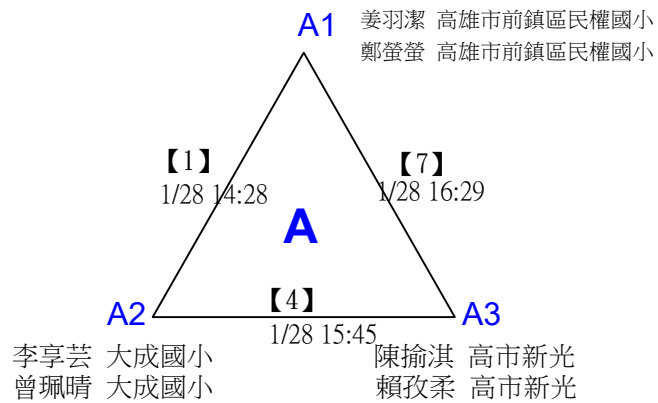 A1
姜羽潔 高雄市前鎮區民權國小
鄭螢螢 高雄市前鎮區民權國小
【1】
1/28 14:28
【7】
1/28 16:29
A
【4】
1/28 15:45
A2
A3
李享芸 大成國小
曾珮晴 大成國小
陳揄淇 高市新光
賴孜柔 高市新光